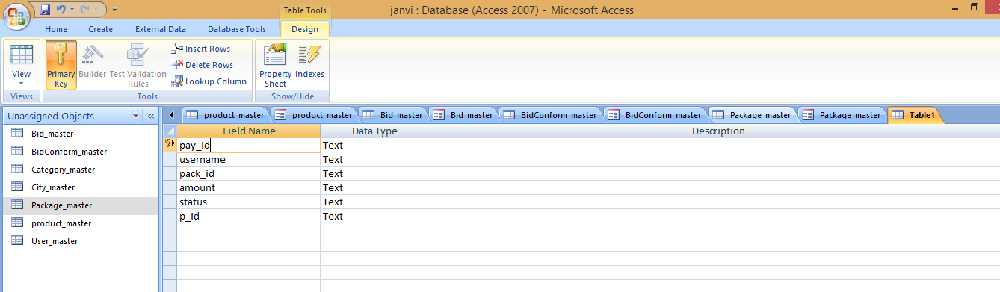 Table Tools
janvi : Database (Access 2007) - Microsoft Access
Home Create External Data Database Tools Design
View
Views
Primary Key
Builder
Test Validation Rules
Insert Rows
Delete Rows
Lookup Column
Tools
Property Sheet
Indexes
Show/Hide
Unassigned Objects
Bid_master
BidConform_master
Category_master
City_master
Package_master
product_master
User_master
product_master product_master Bid_master Bid_master BidConform_master BidConform_master Package_master Package_master Table1
Field Name Data Type Description
pay_id Text
username Text
pack_id Text
amount Text
status Text
p_id Text